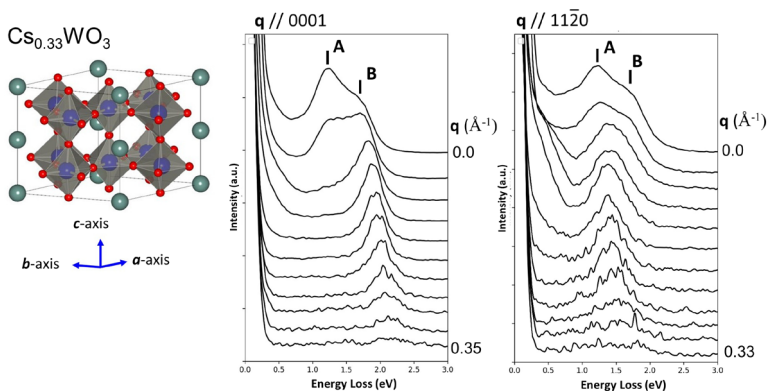 Cs₀.₃₃WO₃
c-axis
b-axis
a-axis
q // 0001
A
B
q (Å⁻¹)
0.0
0.35
Intensity (a.u.)
0.0 0.5 1.0 1.5 2.0 2.5 3.0
Energy Loss (eV)
q // 112̄0
A
B
q (Å⁻¹)
0.0
0.33
Intensity (a.u.)
0.0 0.5 1.0 1.5 2.0 2.5 3.0
Energy Loss (eV)